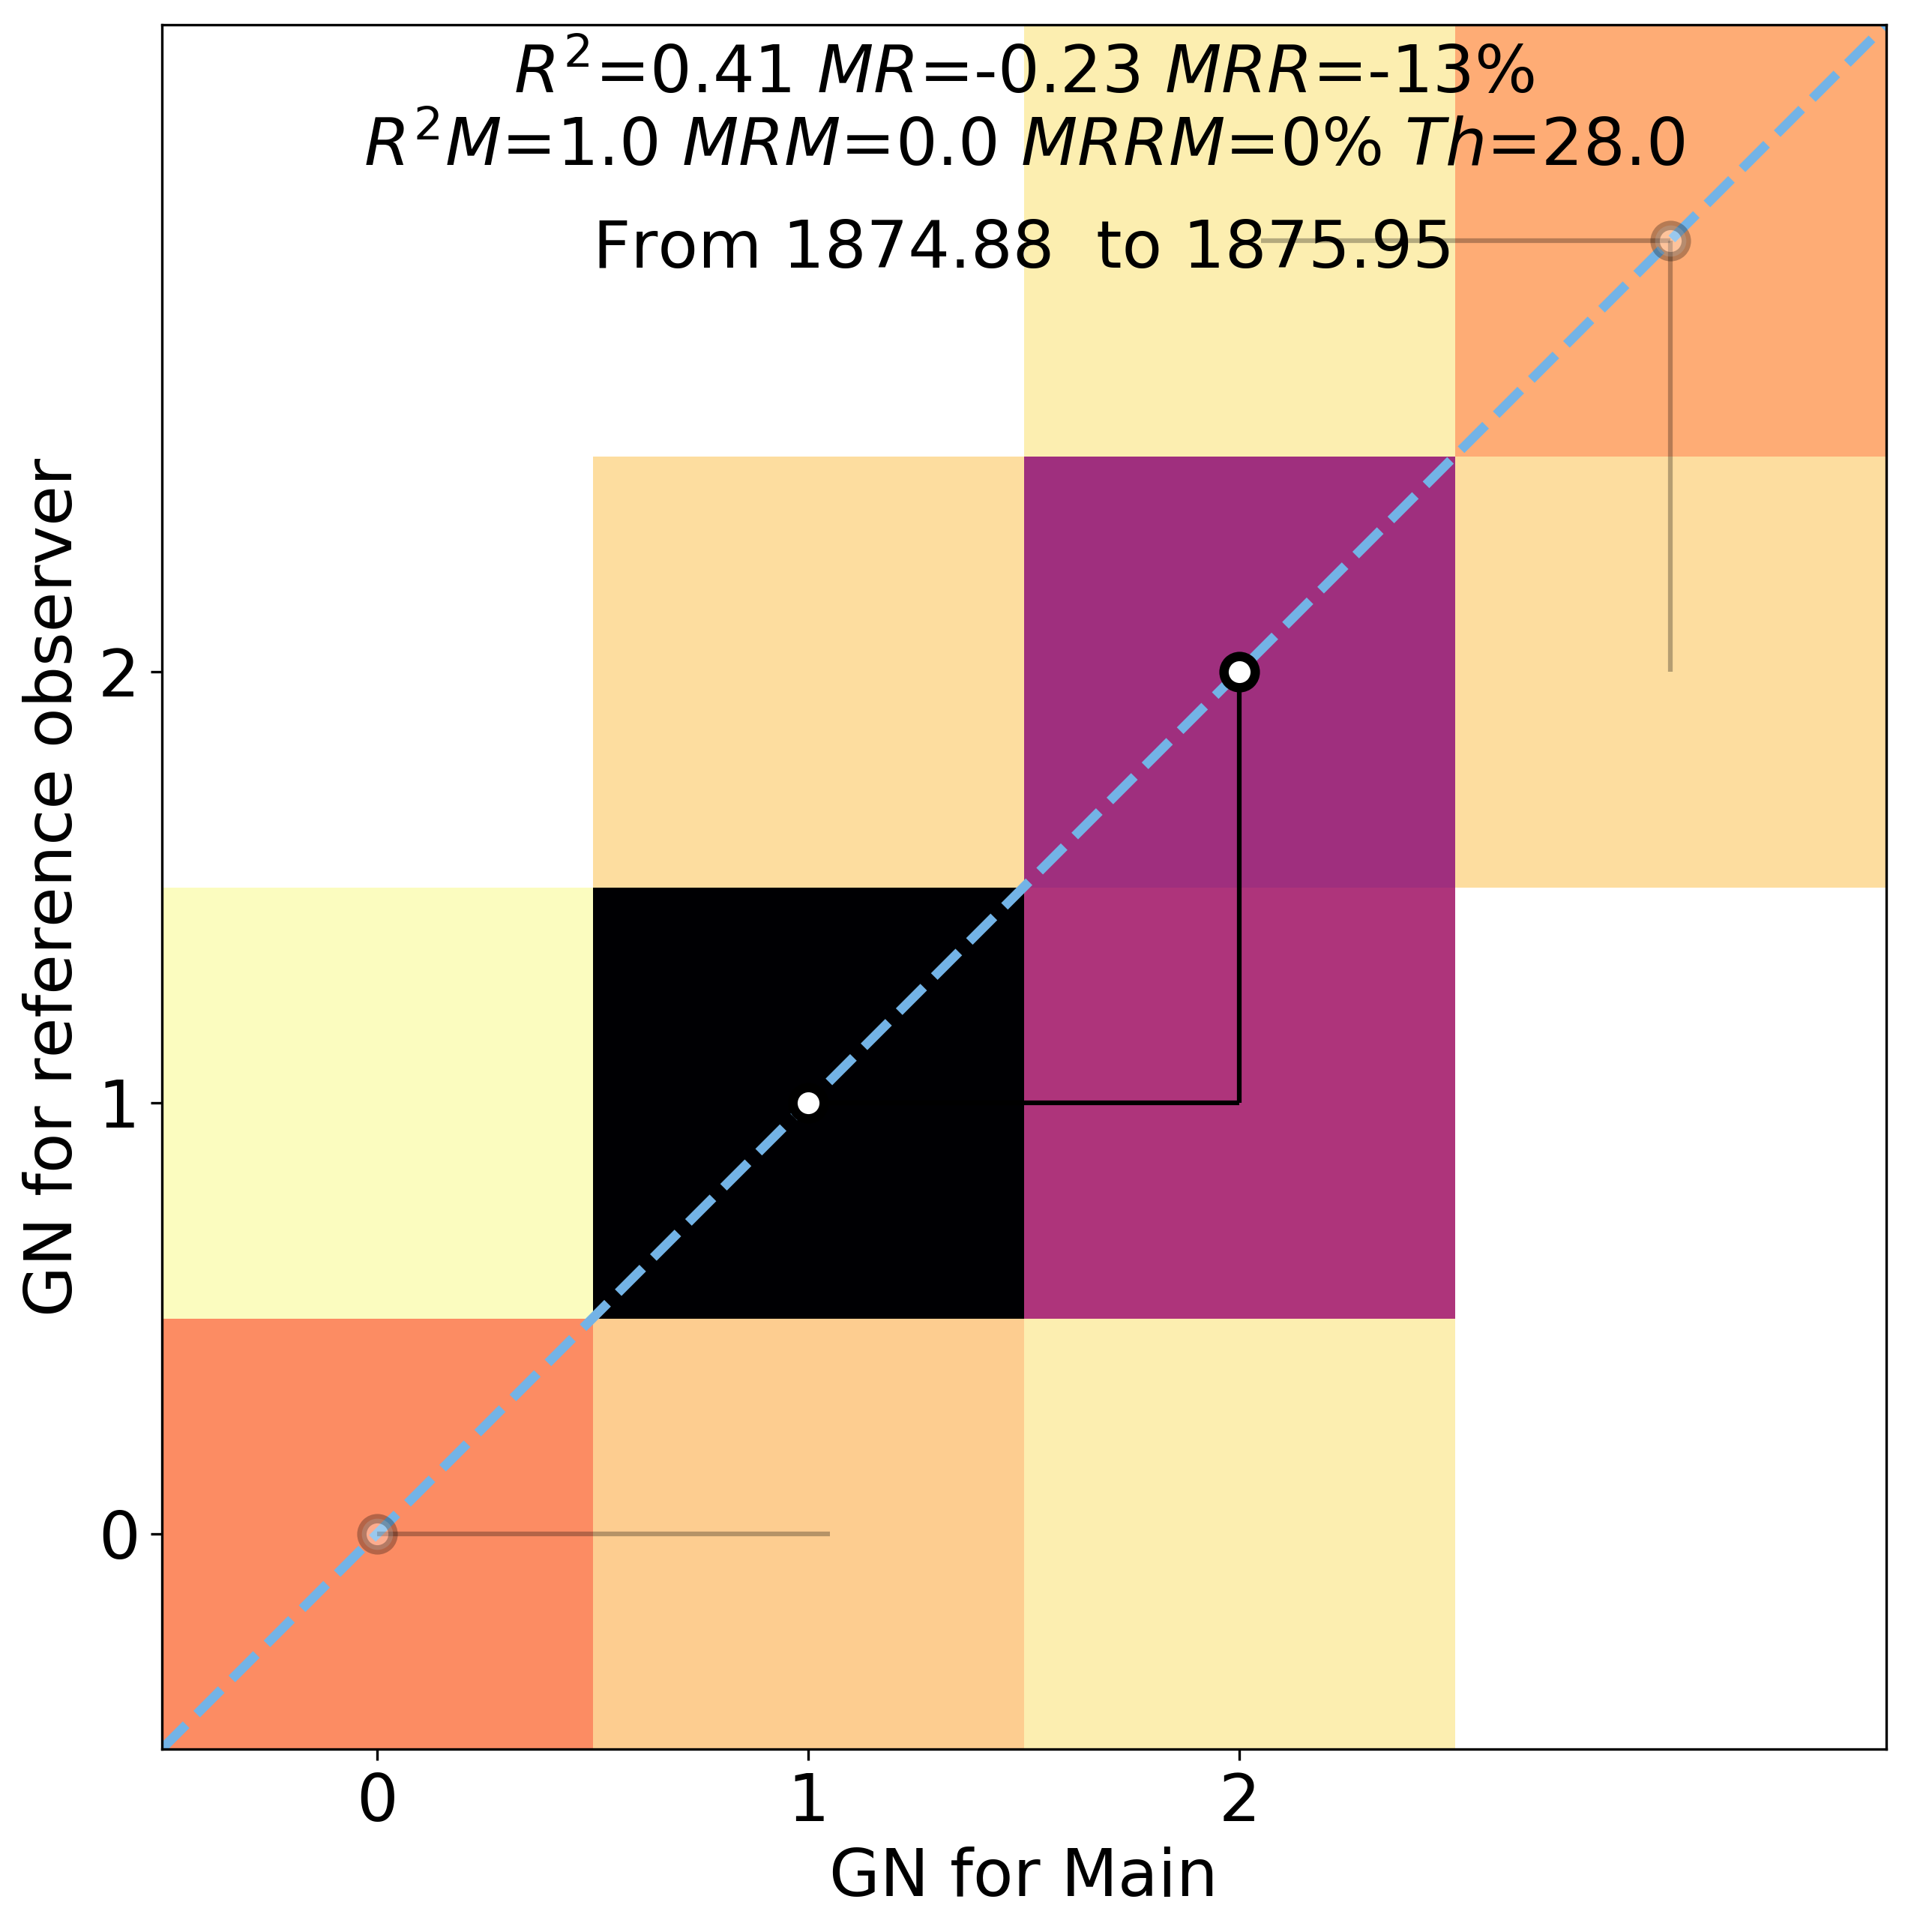 R²=0.41 MR=-0.23 MRR=-13%
R²M=1.0 MRM=0.0 MRRM=0% Th=28.0
From 1874.88  to 1875.95
GN for reference observer
2
1
0
0 1 2
GN for Main